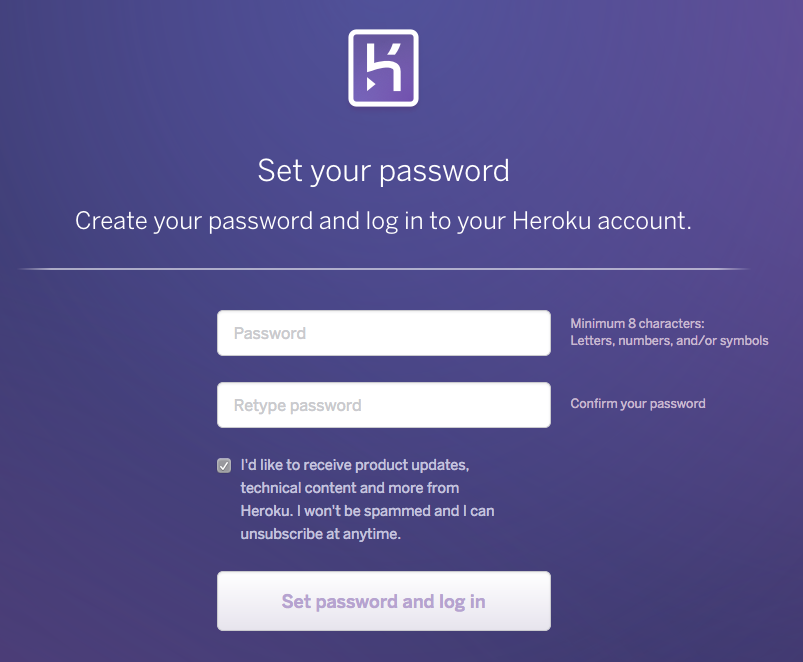 Set your password
Create your password and log in to your Heroku account.
Password
Minimum 8 characters:
Letters, numbers, and/or symbols
Retype password
Confirm your password
I'd like to receive product updates,
technical content and more from
Heroku. I won't be spammed and I can
unsubscribe at anytime.
Set password and log in